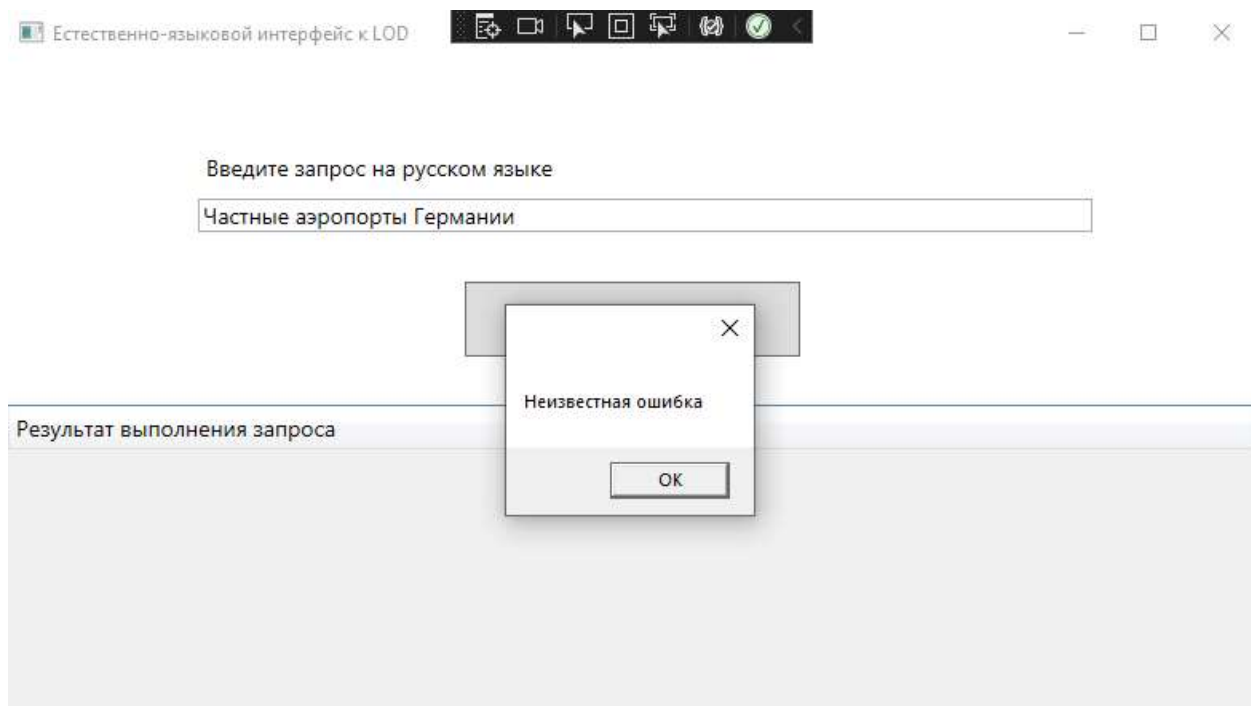 Естественно-языковой интерфейс к LOD
Введите запрос на русском языке
Частные аэропорты Германии
Неизвестная ошибка
OK
Результат выполнения запроса